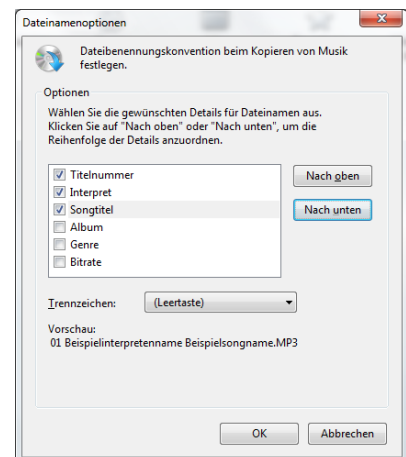 Dateinamenoptionen
Dateibenennungskonvention beim Kopieren von Musik
festlegen.
Optionen
Wählen Sie die gewünschten Details für Dateinamen aus.
Klicken Sie auf "Nach oben" oder "Nach unten", um die
Reihenfolge der Details anzuordnen.
Titelnummer
Nach oben
Interpret
Songtitel
Nach unten
Album
Genre
Bitrate
Trennzeichen: (Leertaste)
Vorschau:
01 Beispielinterpretenname Beispielsongname.MP3
OK Abbrechen